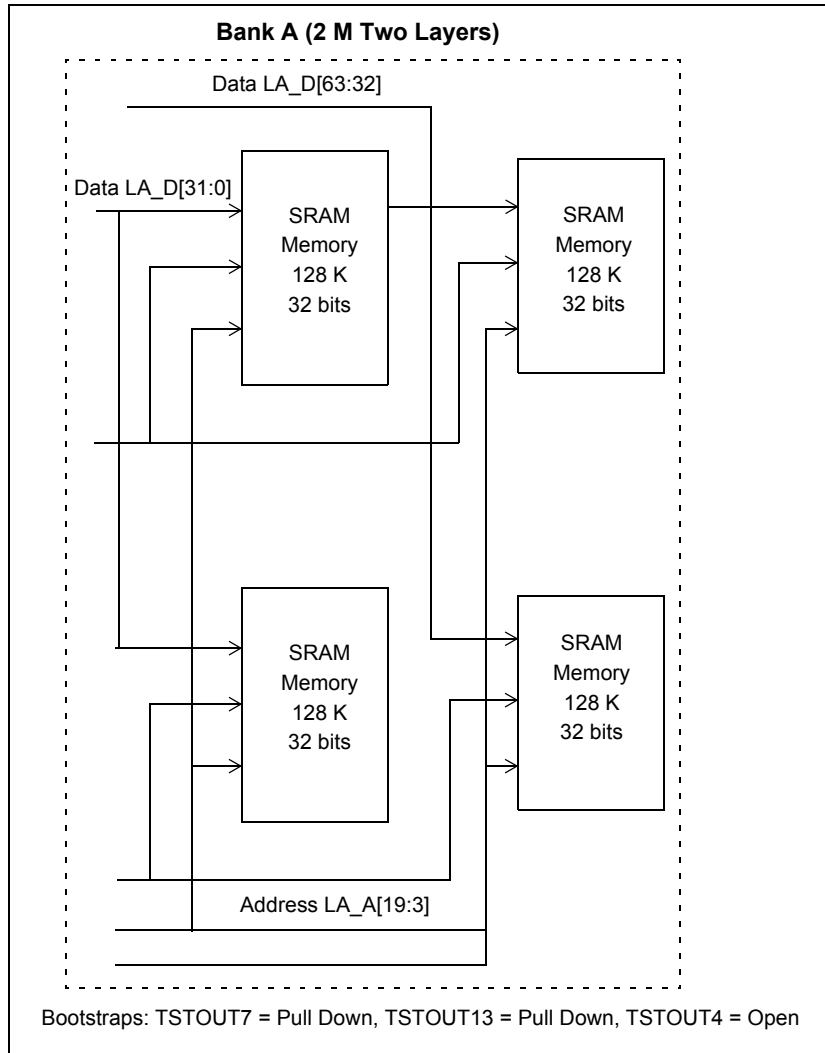 Bank A (2 M Two Layers)
Data LA_D[63:32]
Data LA_D[31:0]
SRAM
Memory
128 K
32 bits
SRAM
Memory
128 K
32 bits
SRAM
Memory
128 K
32 bits
SRAM
Memory
128 K
32 bits
Address LA_A[19:3]
Bootstraps: TSTOUT7 = Pull Down, TSTOUT13 = Pull Down, TSTOUT4 = Open